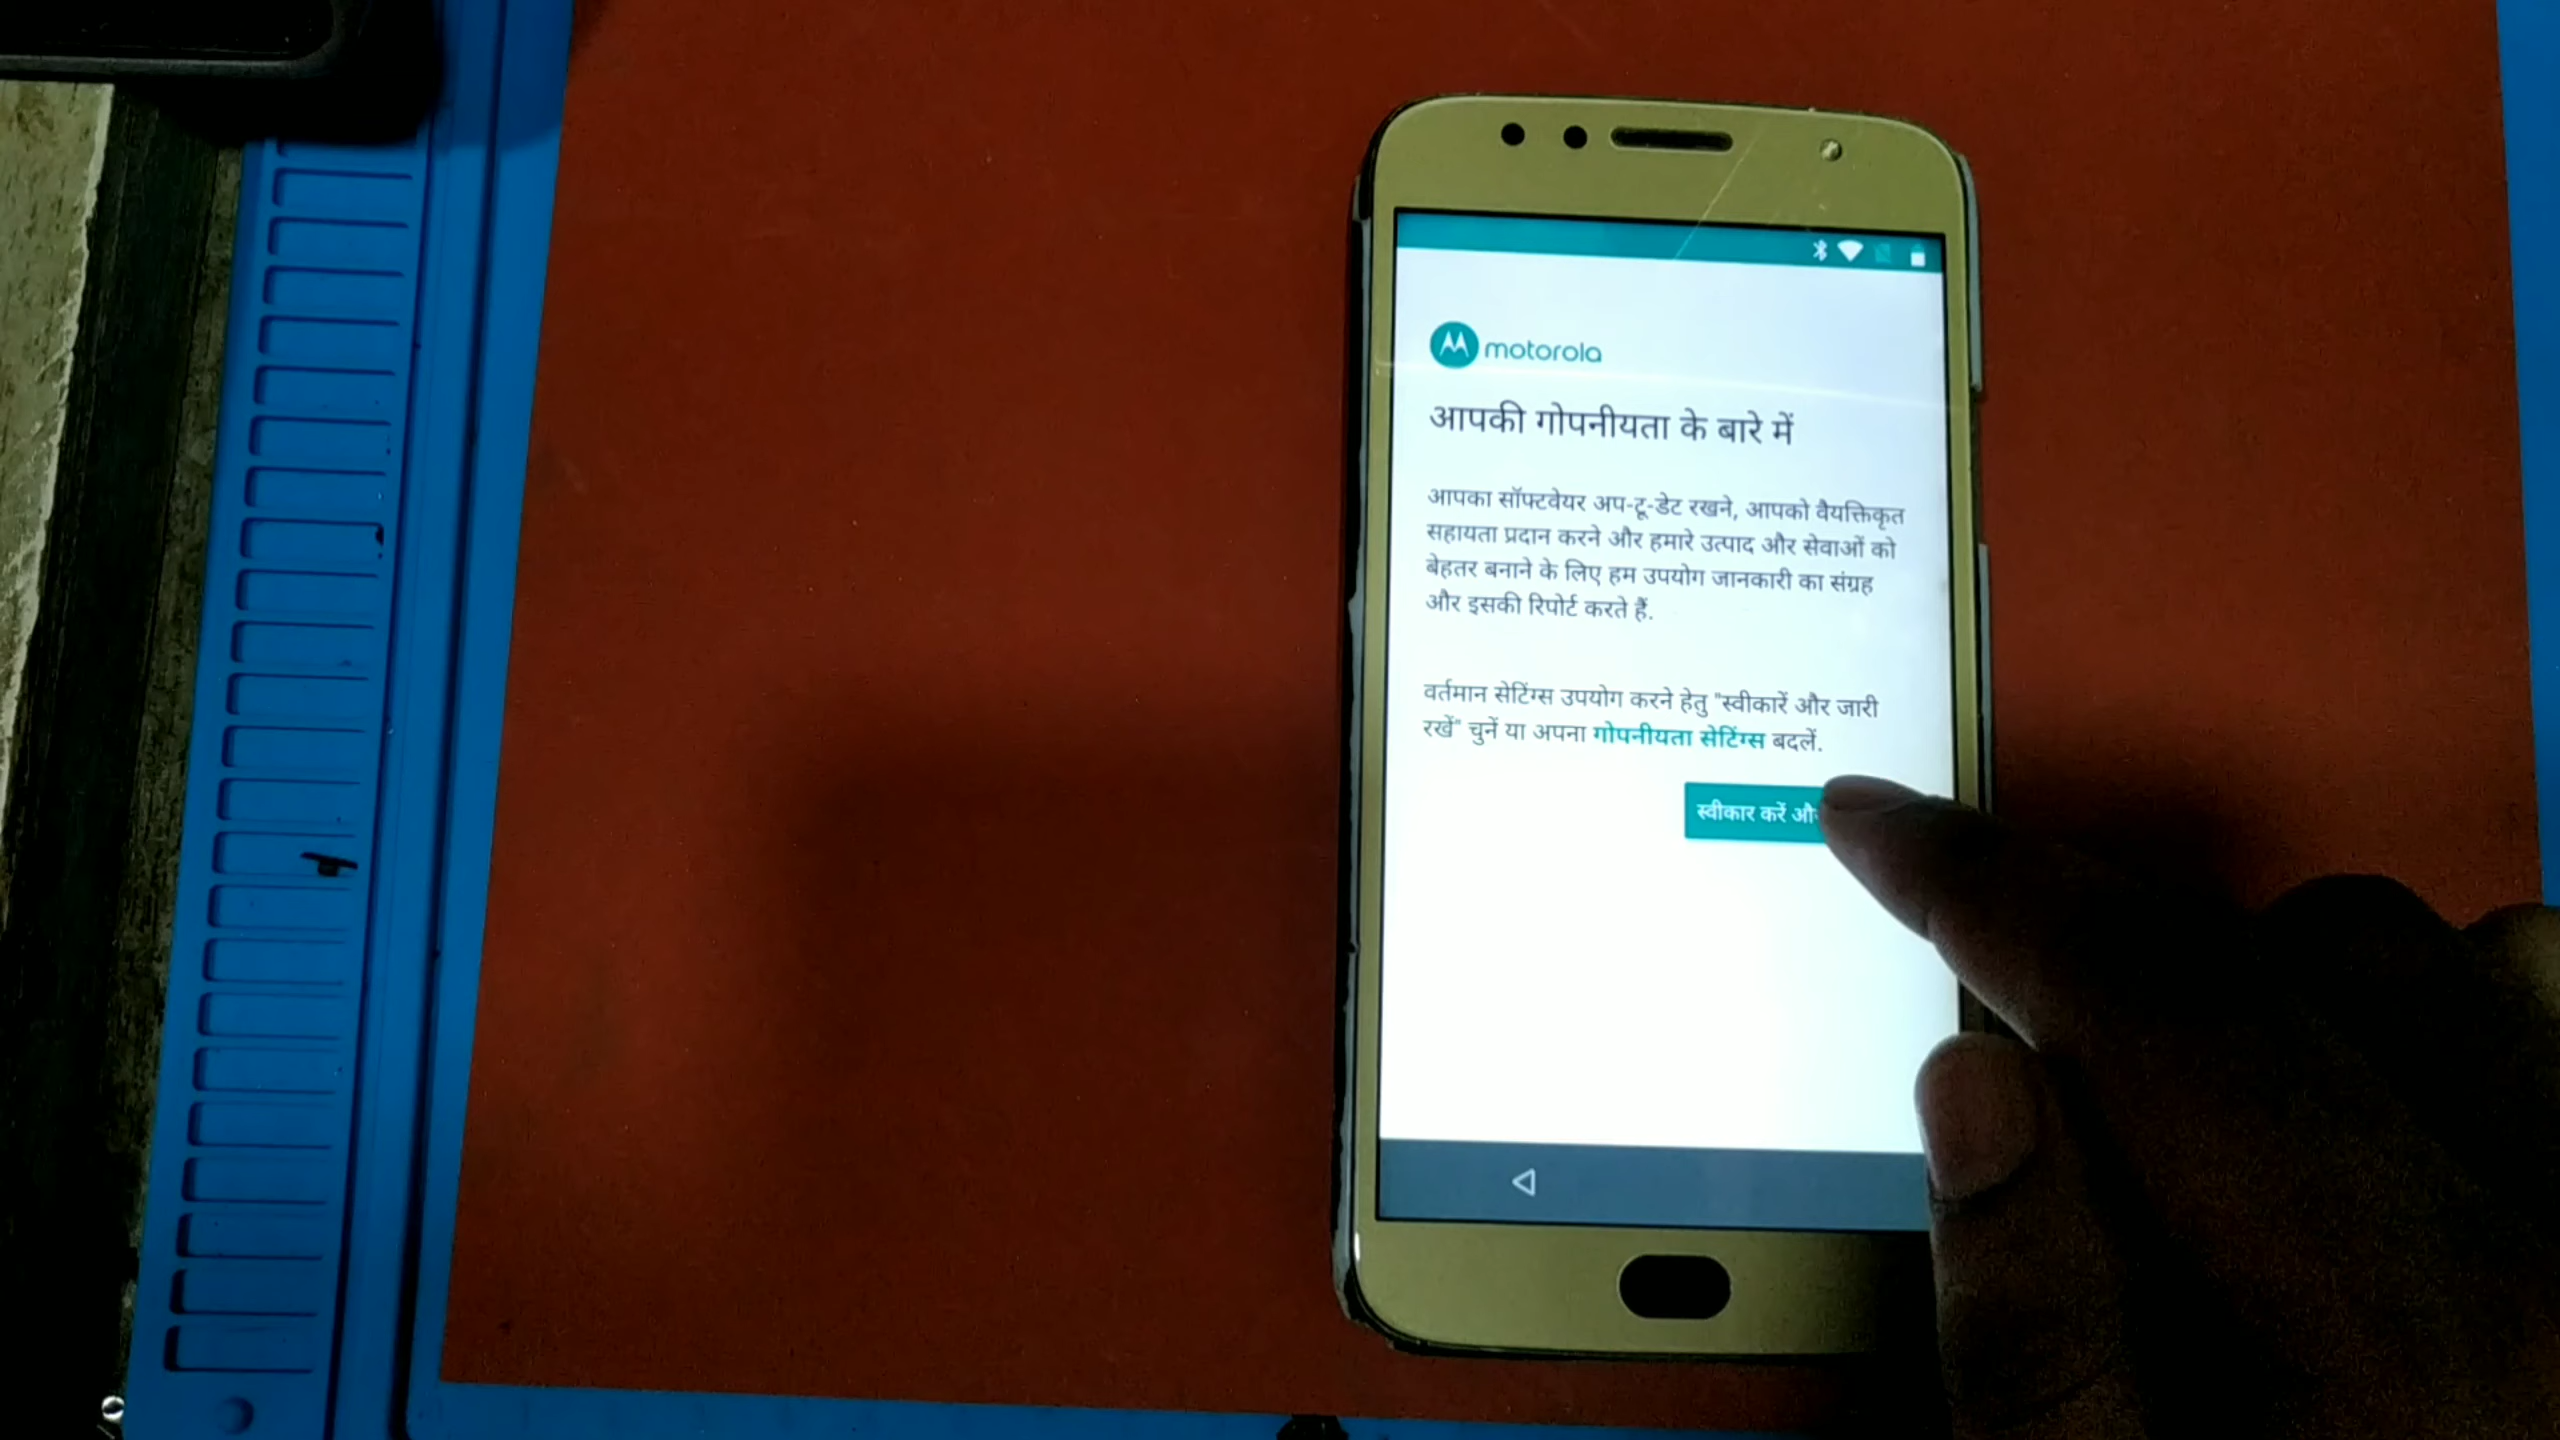 motorola
आपकी गोपनीयता के बारे में
आपका सॉफ्टवेयर अप-टू-डेट रखने, आपको वैयक्तिकृत
सहायता प्रदान करने और हमारे उत्पाद और सेवाओं को
बेहतर बनाने के लिए हम उपयोग जानकारी का संग्रह
और इसकी रिपोर्ट करते हैं.
वर्तमान सेटिंग्स उपयोग करने हेतु "स्वीकारें और जारी
रखें" चुनें या अपना गोपनीयता सेटिंग्स बदलें.
स्वीकार करें